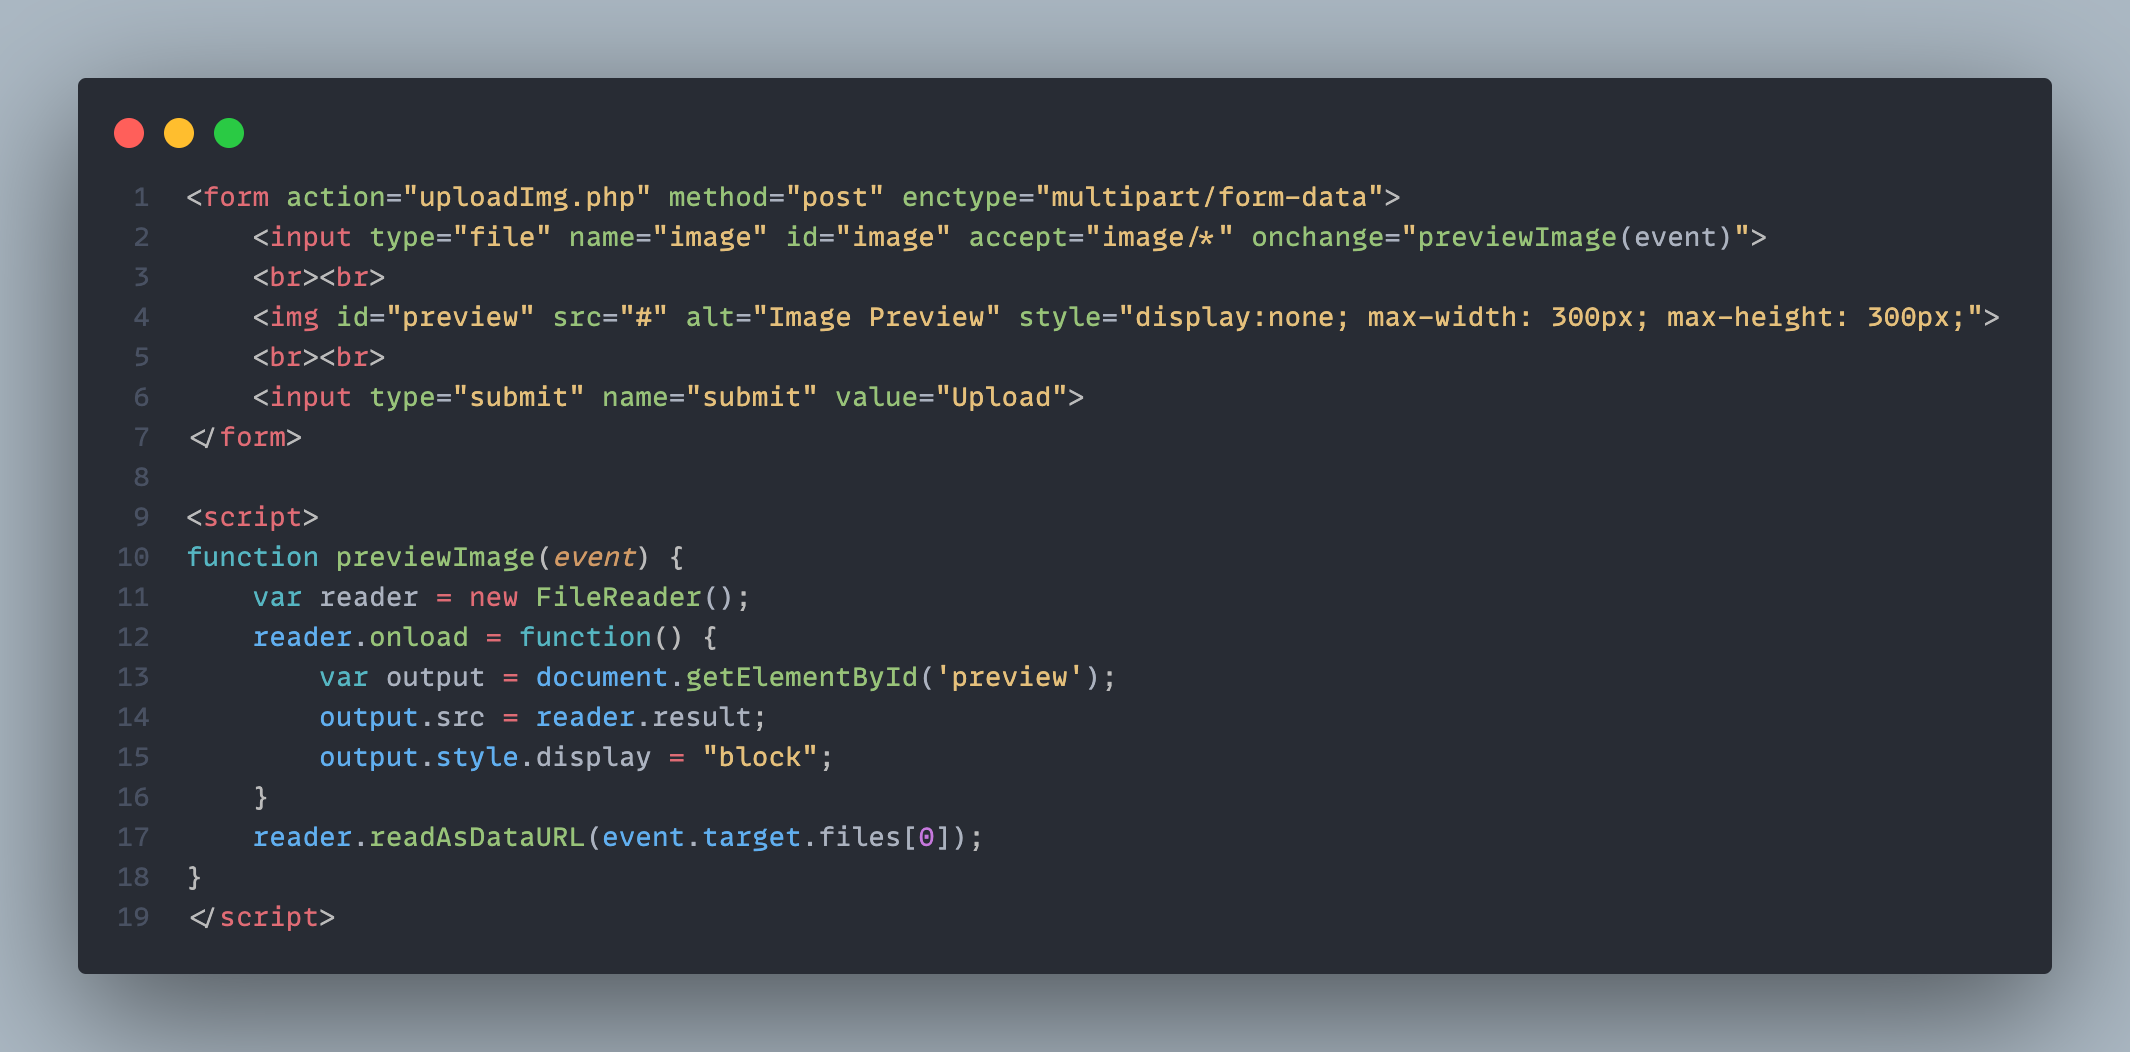 1 <form action="uploadImg.php" method="post" enctype="multipart/form-data">
2     <input type="file" name="image" id="image" accept="image/*" onchange="previewImage(event)">
3     <br><br>
4     <img id="preview" src="#" alt="Image Preview" style="display:none; max-width: 300px; max-height: 300px;">
5     <br><br>
6     <input type="submit" name="submit" value="Upload">
7 </form>
8
9 <script>
10 function previewImage(event) {
11     var reader = new FileReader();
12     reader.onload = function() {
13         var output = document.getElementById('preview');
14         output.src = reader.result;
15         output.style.display = "block";
16     }
17     reader.readAsDataURL(event.target.files[0]);
18 }
19 </script>